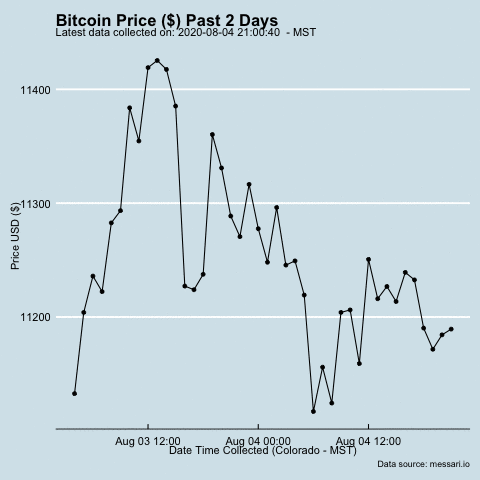 Bitcoin Price ($) Past 2 Days
Latest data collected on: 2020-08-04 21:00:40  - MST
11400
11300
11200
Price USD ($)
Aug 03 12:00 Aug 04 00:00 Aug 04 12:00
Date Time Collected (Colorado - MST)
Data source: messari.io